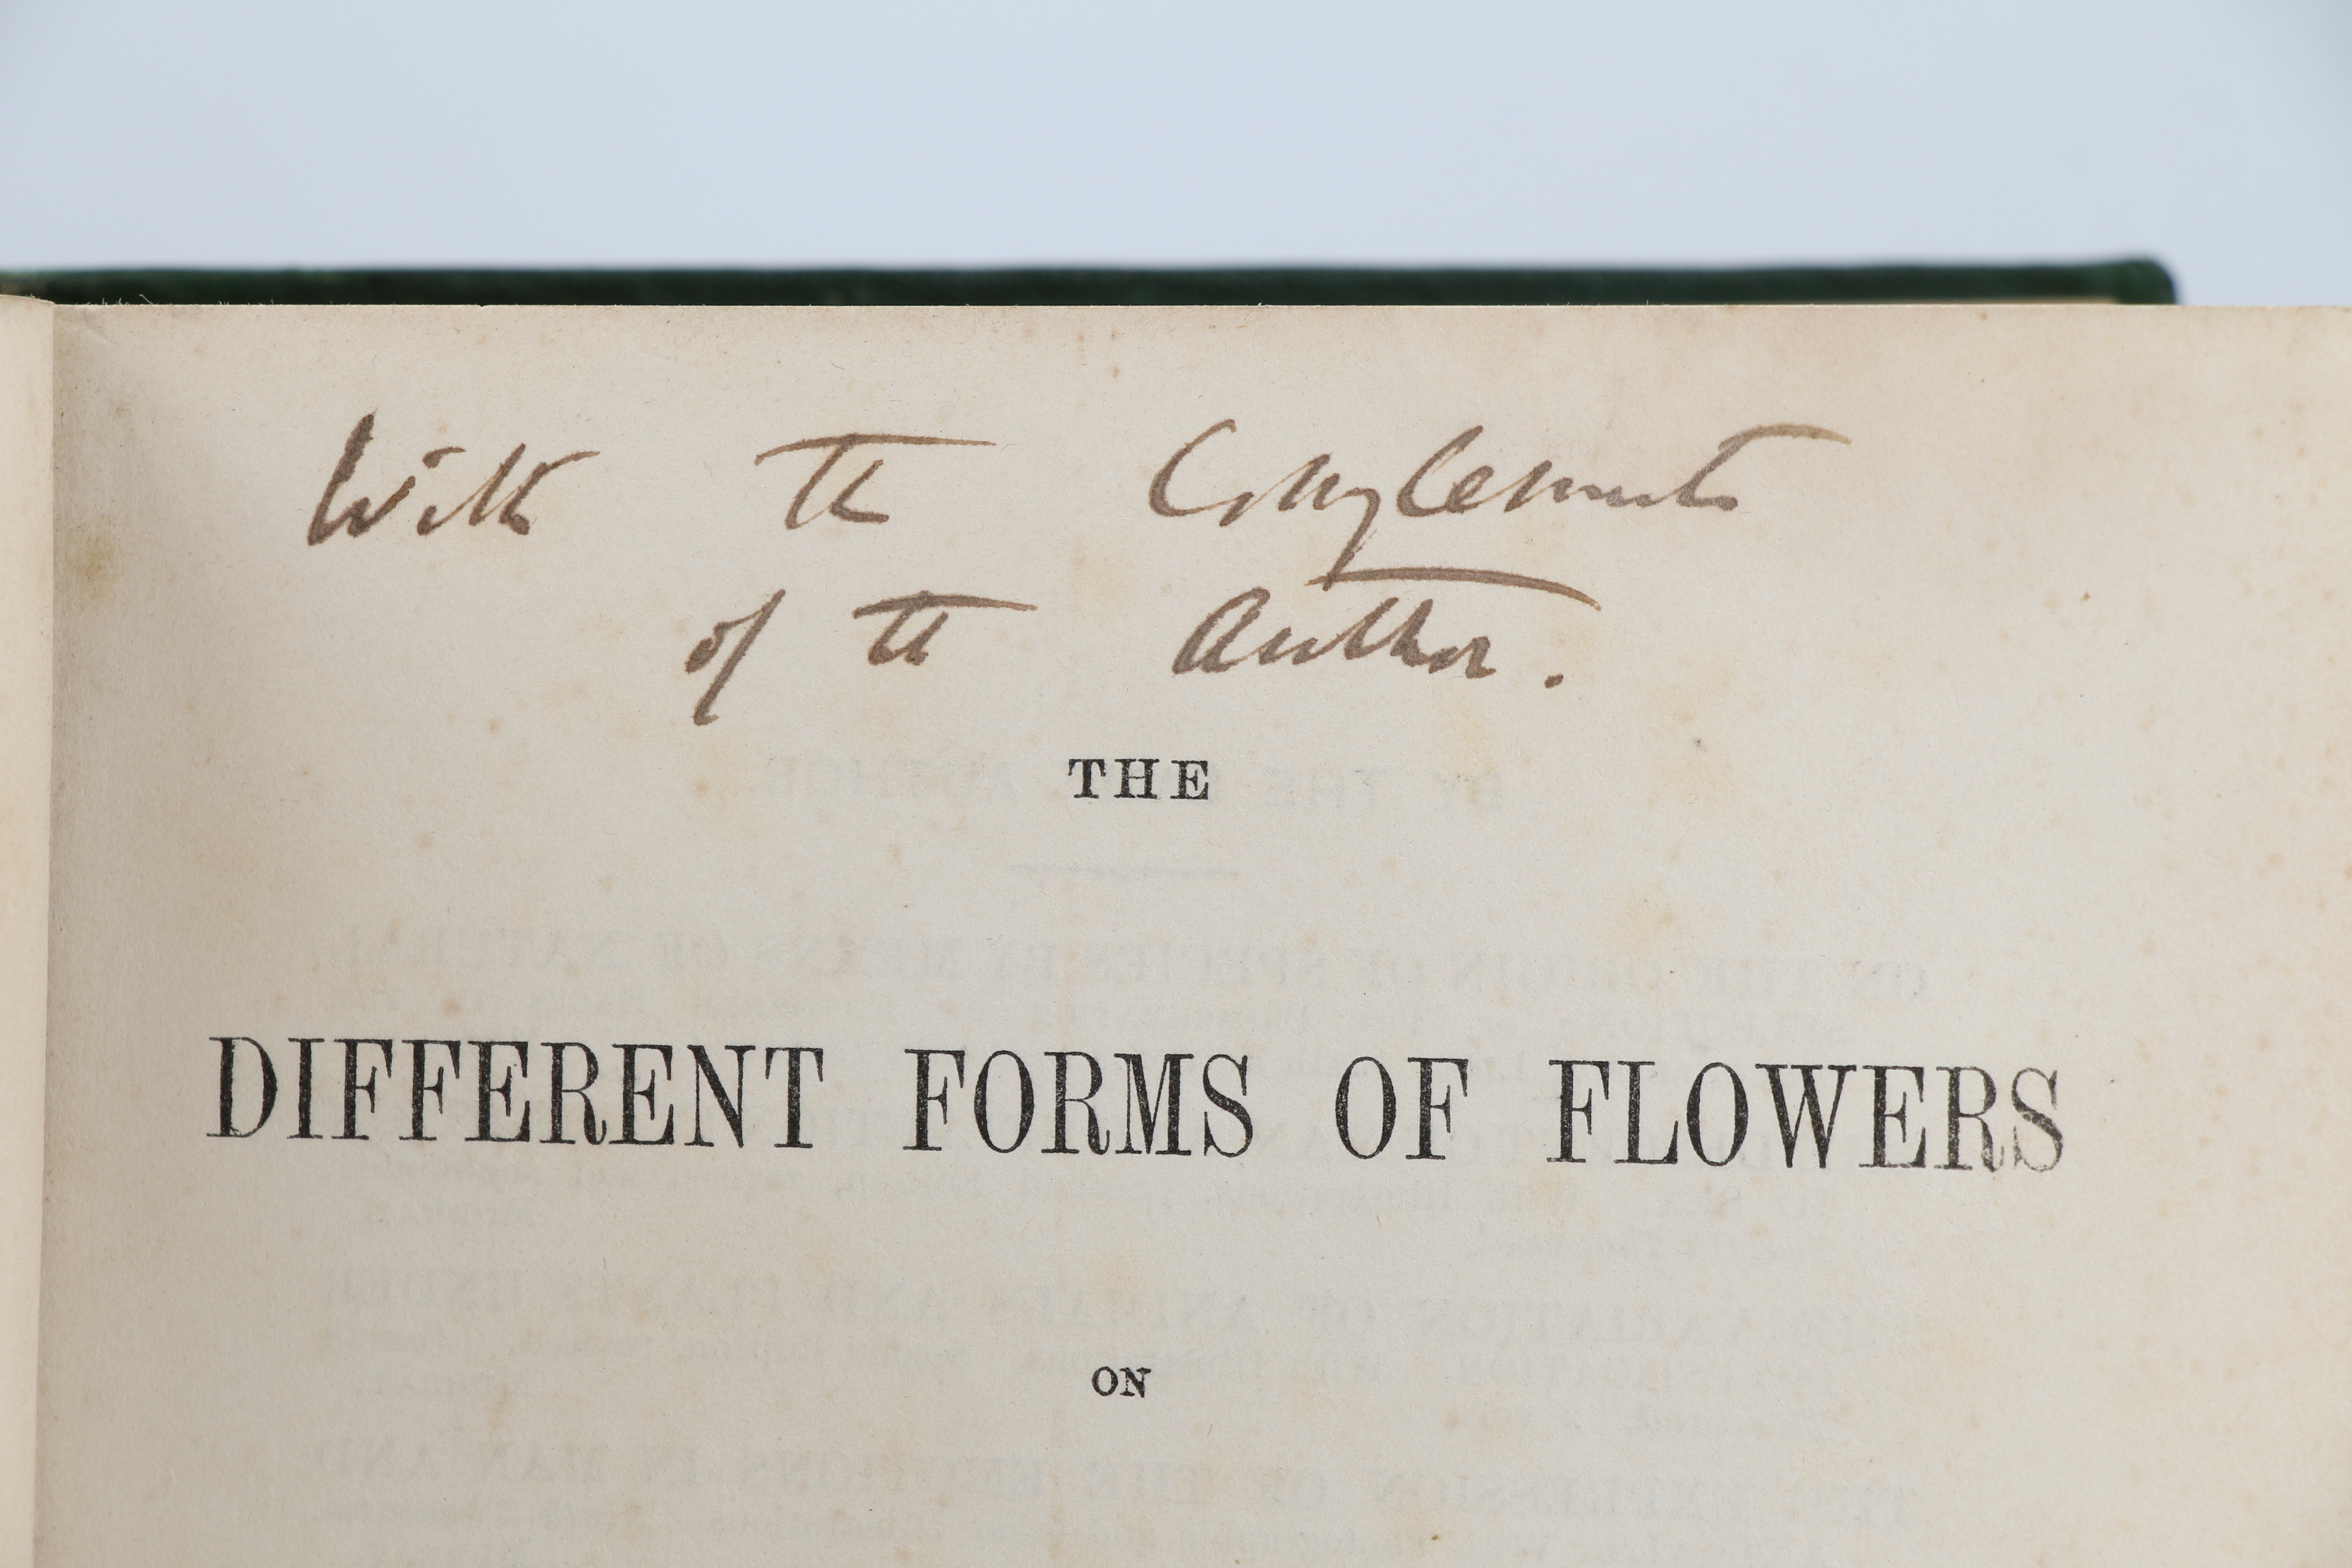 With the Compliments
of the Author.
THE
DIFFERENT FORMS OF FLOWERS
ON